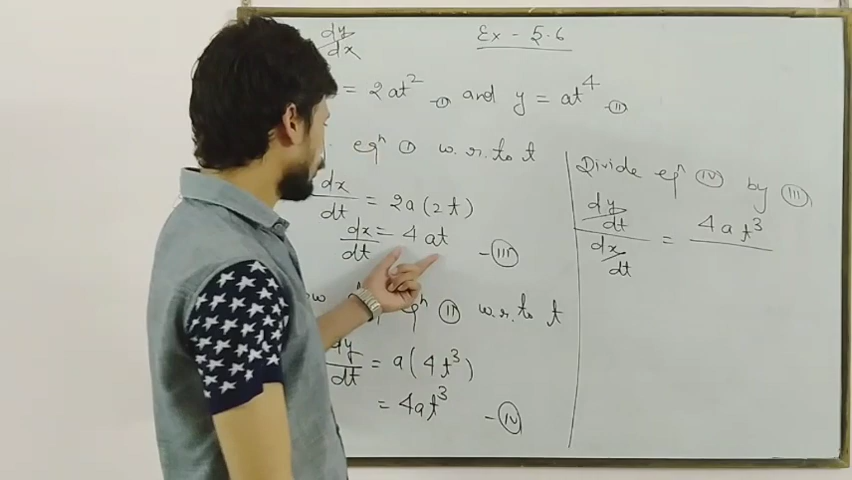 dy/dx
Ex - 5.6
= 2at² - (I) and y = at⁴ - (II)
eqⁿ (I) w.r.to t
dx/dt = 2a(2t)
dx/dt = 4at - (III)
eqⁿ (II) w.r.to t
dy/dt = a(4t³)
= 4at³ - (IV)
Divide eqⁿ (IV) by (III)
dy/dt / dx/dt = 4at³